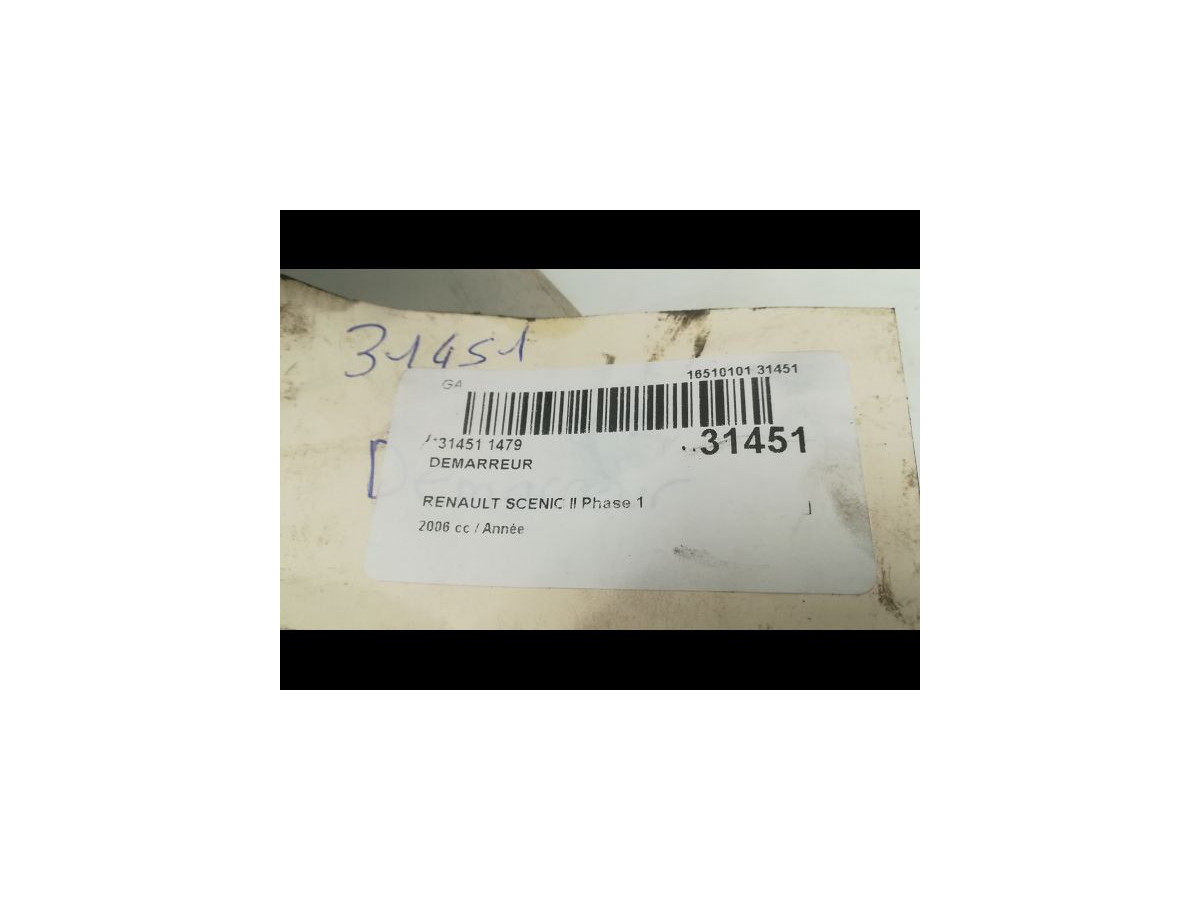 31451
GA
16510101 31451
31451 1479
31451
DEMARREUR
RENAULT SCENIC II Phase 1
2006 cc / Année